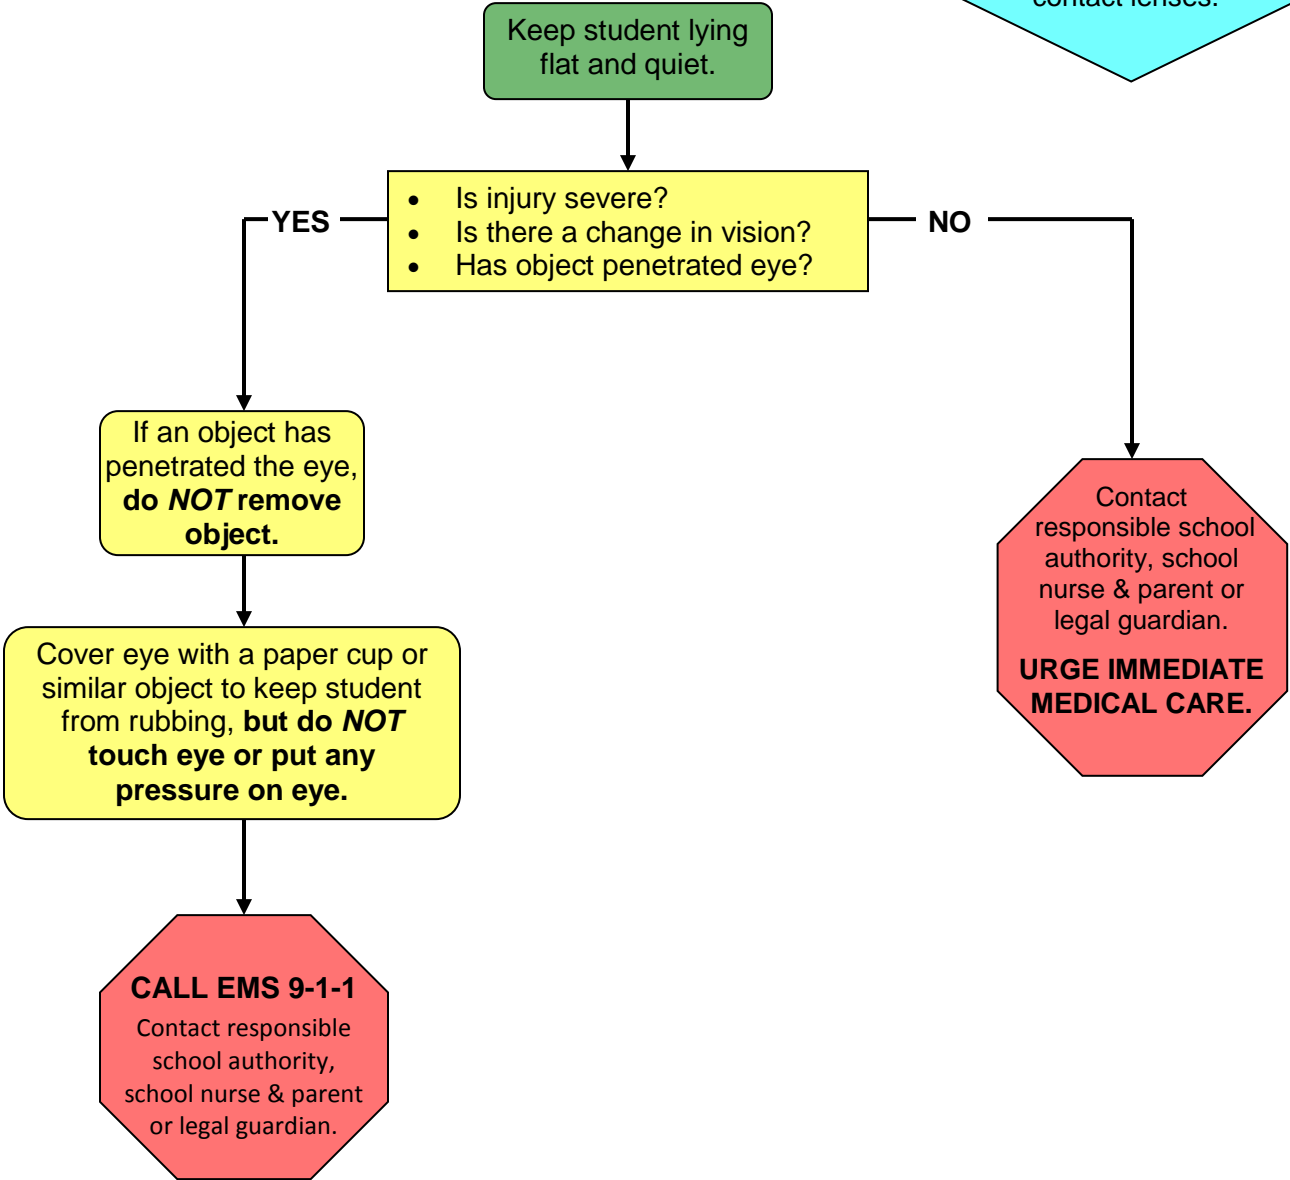 contact lenses.
Keep student lying
flat and quiet.
• Is injury severe?
• Is there a change in vision?
• Has object penetrated eye?
YES
NO
If an object has
penetrated the eye,
do NOT remove
object.
Cover eye with a paper cup or
similar object to keep student
from rubbing, but do NOT
touch eye or put any
pressure on eye.
CALL EMS 9-1-1
Contact responsible
school authority,
school nurse & parent
or legal guardian.
Contact
responsible school
authority, school
nurse & parent or
legal guardian.
URGE IMMEDIATE
MEDICAL CARE.